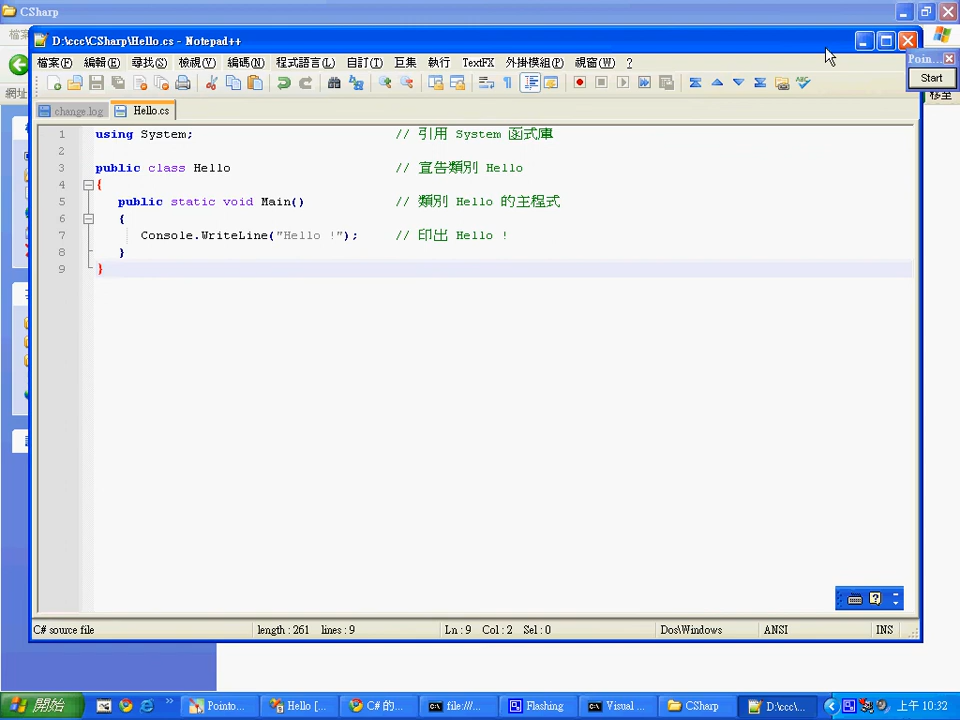 CSharp
D:\ccc\CSharp\Hello.cs - Notepad++
檔案(F) 編輯(E) 尋找(S) 檢視(V) 編碼(N) 程式語言(L) 自訂(T) 巨集 執行 TextFX 外掛模組(P) 視窗(W) ?
Poin...
Start
移至
網址
change.log Hello.cs
1 using System; // 引用 System 函式庫
2
3 public class Hello // 宣告類別 Hello
4 {
5 public static void Main() // 類別 Hello 的主程式
6 {
7 Console.WriteLine("Hello !"); // 印出 Hello !
8 }
9 }
C# source file length : 261 lines : 9 Ln : 9 Col : 2 Sel : 0 Dos\Windows ANSI INS
開始 Pointo... Hello [... C# 的... file:///... Flashing Visual ... CSharp D:\ccc\... 上午 10:32